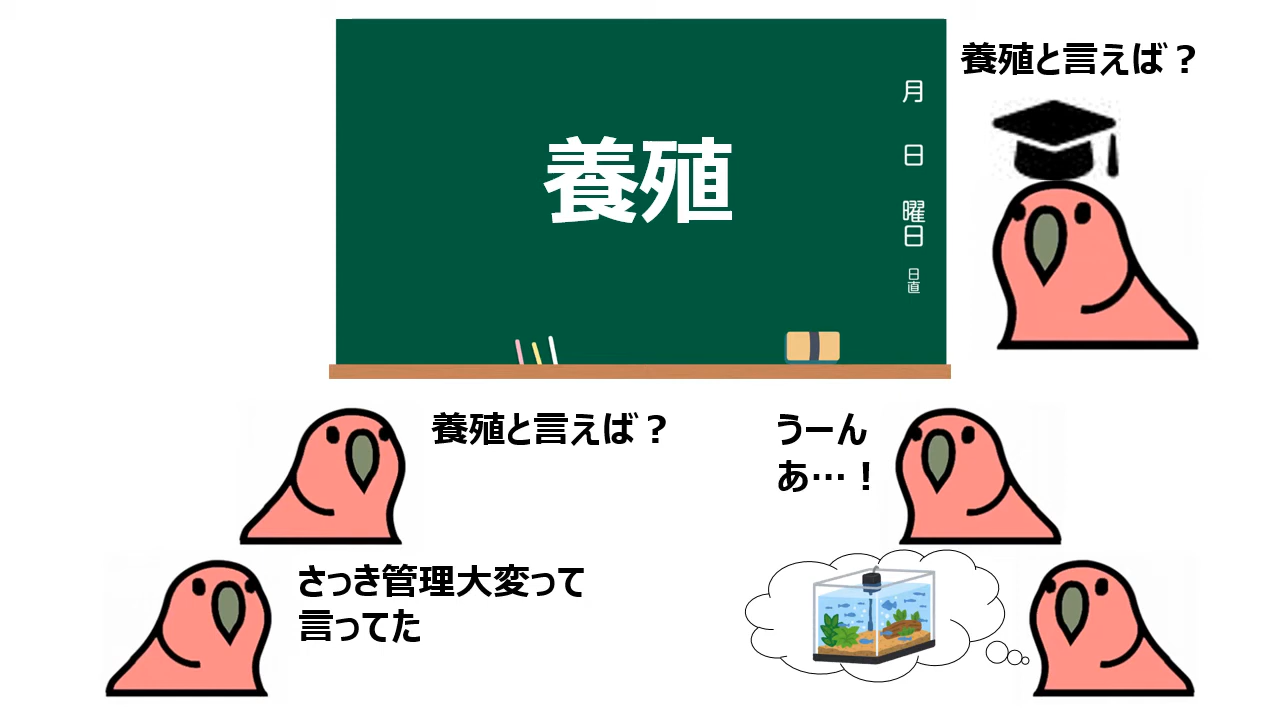 養殖と言えば？
養殖
月
日
曜日
日直
養殖と言えば？
うーん
あ…！
さっき管理大変って
言ってた